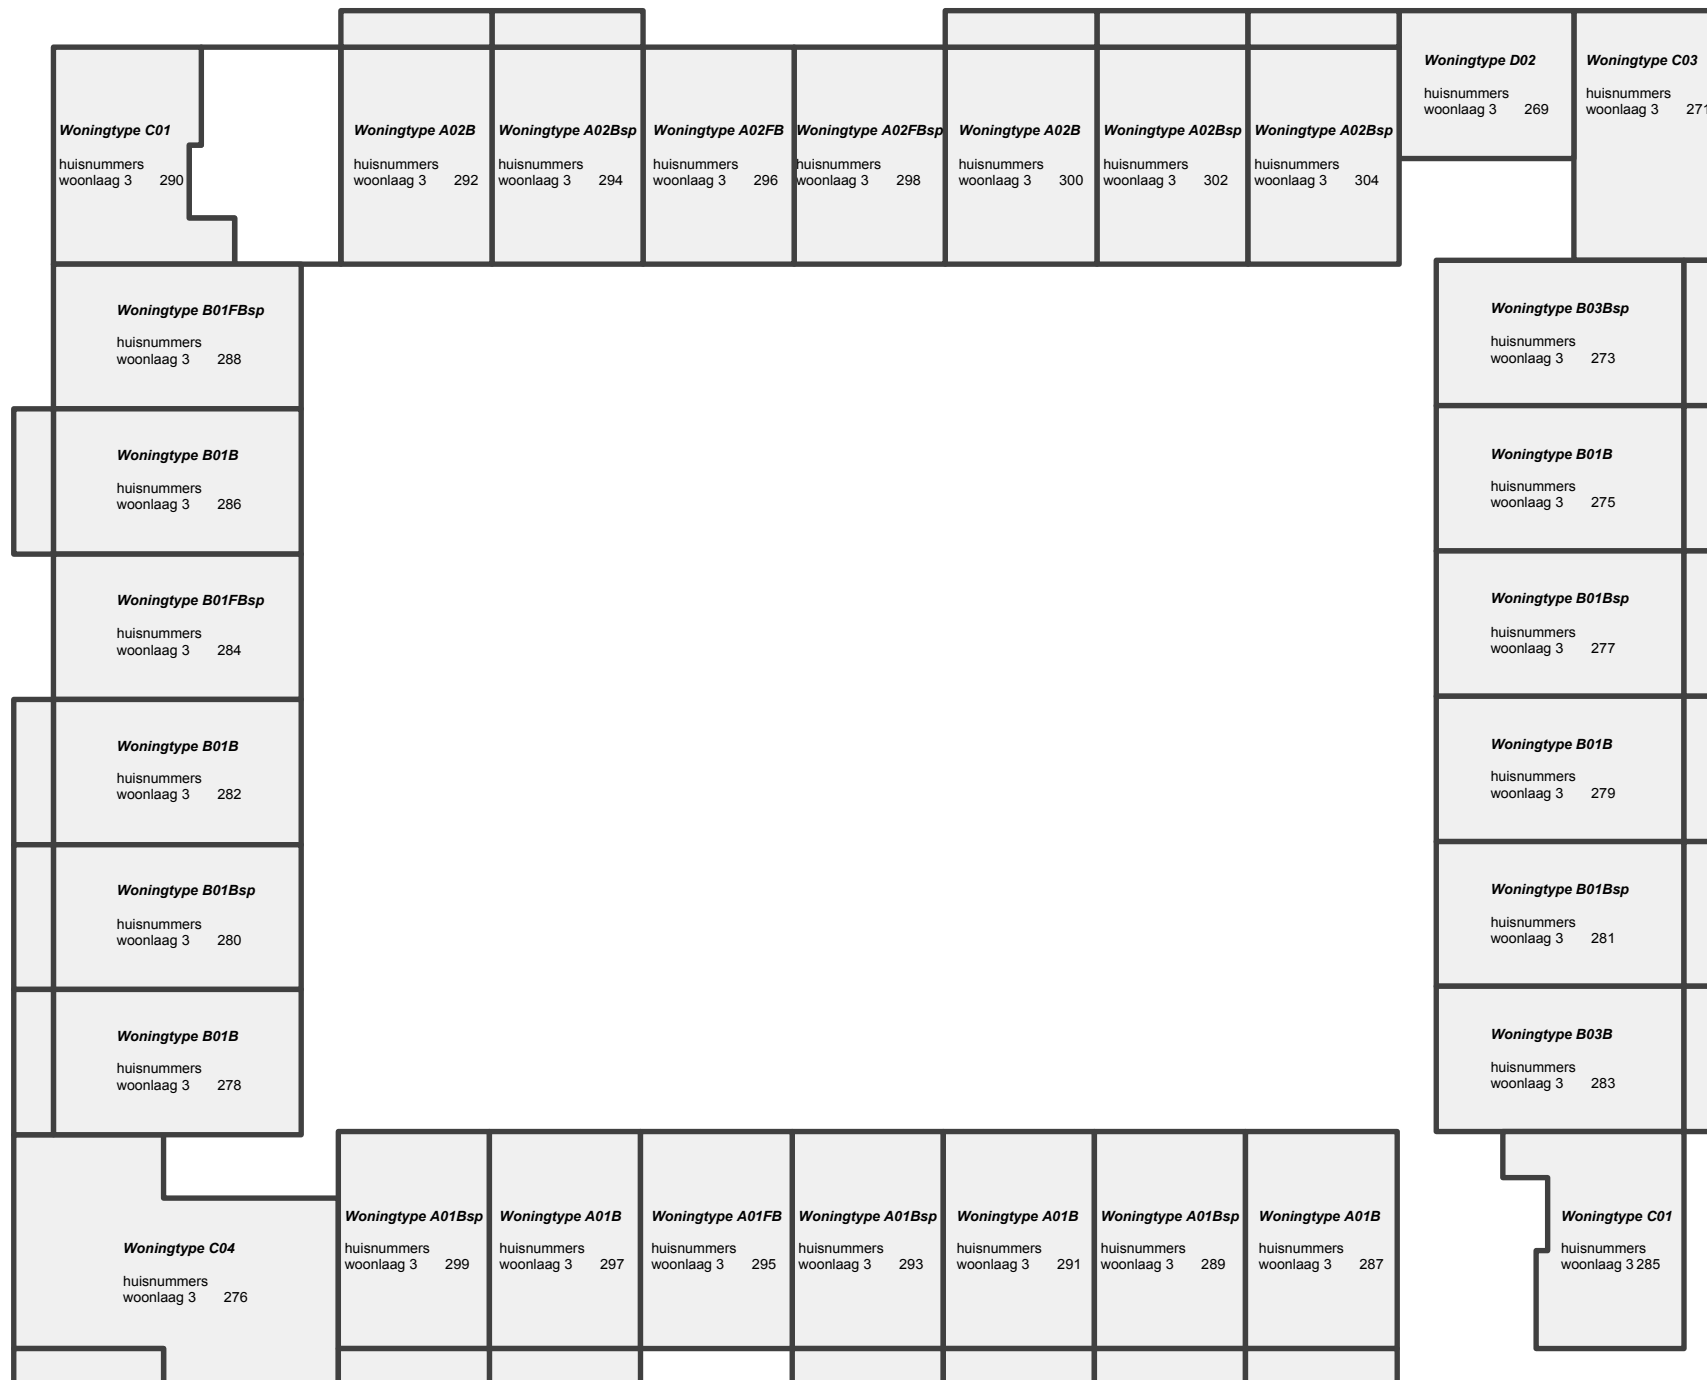 Woningtype D02
huisnummers
woonlaag 3 269
Woningtype C03
huisnummers
woonlaag 3 271
Woningtype C01
huisnummers
woonlaag 3 290
Woningtype A02B
huisnummers
woonlaag 3 292
Woningtype A02Bsp
huisnummers
woonlaag 3 294
Woningtype A02FB
huisnummers
woonlaag 3 296
Woningtype A02FBsp
huisnummers
woonlaag 3 298
Woningtype A02B
huisnummers
woonlaag 3 300
Woningtype A02Bsp
huisnummers
woonlaag 3 302
Woningtype A02Bsp
huisnummers
woonlaag 3 304
Woningtype B01FBsp
huisnummers
woonlaag 3 288
Woningtype B03Bsp
huisnummers
woonlaag 3 273
Woningtype B01B
huisnummers
woonlaag 3 286
Woningtype B01B
huisnummers
woonlaag 3 275
Woningtype B01FBsp
huisnummers
woonlaag 3 284
Woningtype B01Bsp
huisnummers
woonlaag 3 277
Woningtype B01B
huisnummers
woonlaag 3 282
Woningtype B01B
huisnummers
woonlaag 3 279
Woningtype B01Bsp
huisnummers
woonlaag 3 280
Woningtype B01Bsp
huisnummers
woonlaag 3 281
Woningtype B01B
huisnummers
woonlaag 3 278
Woningtype B03B
huisnummers
woonlaag 3 283
Woningtype C04
huisnummers
woonlaag 3 276
Woningtype A01Bsp
huisnummers
woonlaag 3 299
Woningtype A01B
huisnummers
woonlaag 3 297
Woningtype A01FB
huisnummers
woonlaag 3 295
Woningtype A01Bsp
huisnummers
woonlaag 3 293
Woningtype A01B
huisnummers
woonlaag 3 291
Woningtype A01Bsp
huisnummers
woonlaag 3 289
Woningtype A01B
huisnummers
woonlaag 3 287
Woningtype C01
huisnummers
woonlaag 3 285